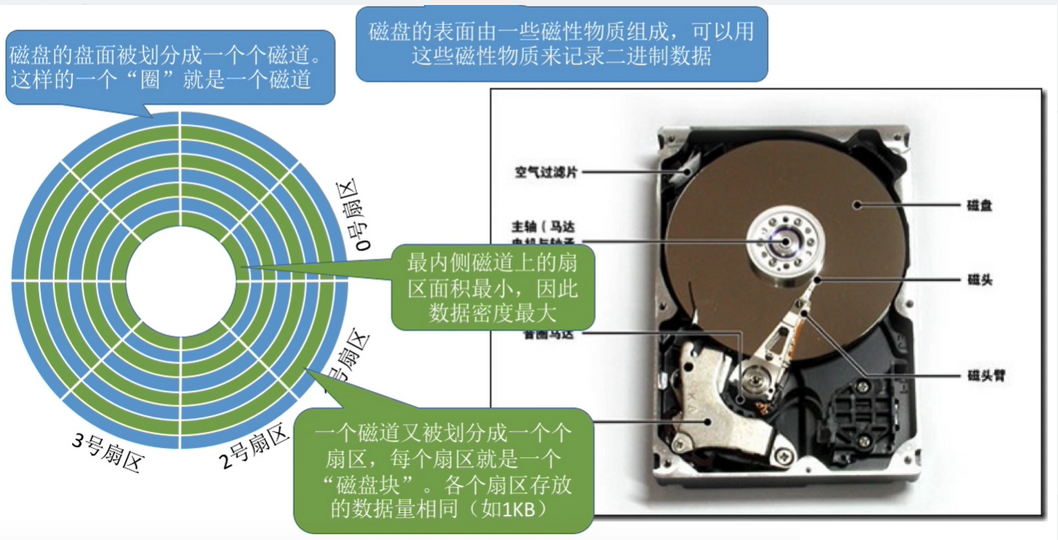 磁盘的表面由一些磁性物质组成，可以用
这些磁性物质来记录二进制数据
磁盘的盘面被划分成一个个磁道。
这样的一个“圈”就是一个磁道
0号扇区
号扇区
2号扇区
3号扇区
最内侧磁道上的扇
区面积最小，因此
数据密度最大
一个磁道又被划分成一个个
扇区，每个扇区就是一个
“磁盘块”。各个扇区存放
的数据量相同（如1KB）
空气过滤片
主轴（马达
音圈马达
磁盘
磁头
磁头臂